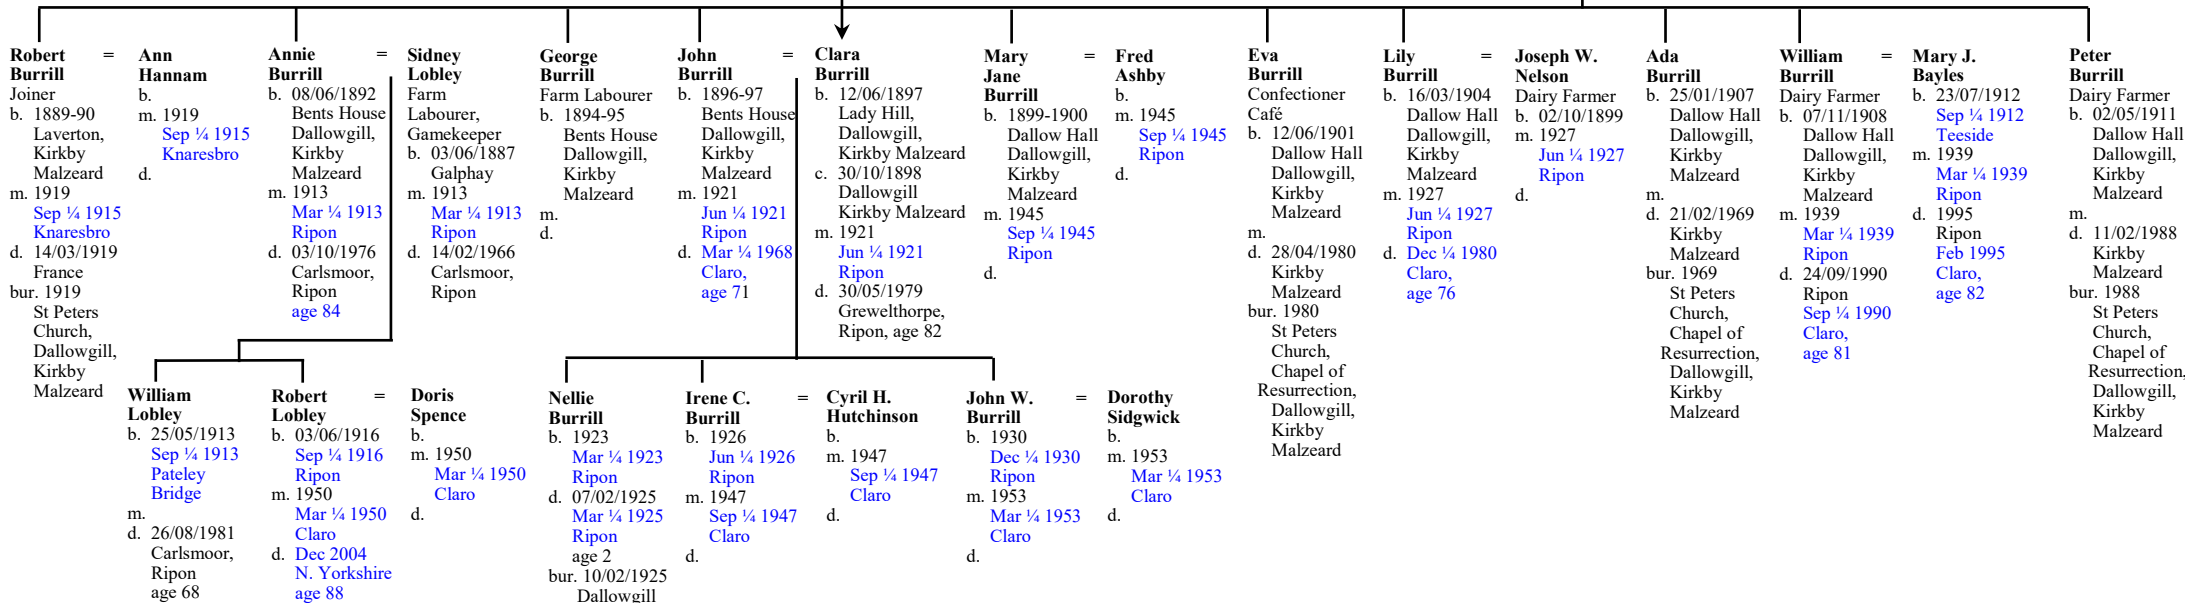 Robert =
Burrill
Joiner
b. 1889-90
Laverton,
Kirkby
Malzeard
m. 1919
Sep ¼ 1915
Knaresbro
d. 14/03/1919
France
bur. 1919
St Peters
Church,
Dallowgill,
Kirkby
Malzeard
Ann
Hannam
b.
m. 1919
Sep ¼ 1915
Knaresbro
d.
Annie =
Burrill
b. 08/06/1892
Bents House
Dallowgill,
Kirkby
Malzeard
m. 1913
Mar ¼ 1913
Ripon
d. 03/10/1976
Carlsmoor,
Ripon
age 84
Sidney
Lobley
Farm
Labourer,
Gamekeeper
b. 03/06/1887
Galphay
m. 1913
Mar ¼ 1913
Ripon
d. 14/02/1966
Carlsmoor,
Ripon
George
Burrill
Farm Labourer
b. 1894-95
Bents House
Dallowgill,
Kirkby
Malzeard
m.
d.
John =
Burrill
b. 1896-97
Bents House
Dallowgill,
Kirkby
Malzeard
m. 1921
Jun ¼ 1921
Ripon
d. Mar ¼ 1968
Claro,
age 71
Clara
Burrill
b. 12/06/1897
Lady Hill,
Dallowgill,
Kirkby Malzeard
c. 30/10/1898
Dallowgill
Kirkby Malzeard
m. 1921
Jun ¼ 1921
Ripon
d. 30/05/1979
Grewelthorpe,
Ripon, age 82
Mary =
Jane
Burrill
b. 1899-1900
Dallow Hall
Dallowgill,
Kirkby
Malzeard
m. 1945
Sep ¼ 1945
Ripon
d.
Fred
Ashby
b.
m. 1945
Sep ¼ 1945
Ripon
d.
Eva
Burrill
Confectioner
Café
b. 12/06/1901
Dallow Hall
Dallowgill,
Kirkby
Malzeard
m.
d. 28/04/1980
Kirkby
Malzeard
bur. 1980
St Peters
Church,
Chapel of
Resurrection,
Dallowgill,
Kirkby
Malzeard
Lily =
Burrill
b. 16/03/1904
Dallow Hall
Dallowgill,
Kirkby
Malzeard
m. 1927
Jun ¼ 1927
Ripon
d. Dec ¼ 1980
Claro,
age 76
Joseph W.
Nelson
Dairy Farmer
b. 02/10/1899
m. 1927
Jun ¼ 1927
Ripon
d.
Ada
Burrill
b. 25/01/1907
Dallow Hall
Dallowgill,
Kirkby
Malzeard
m.
d. 21/02/1969
Kirkby
Malzeard
bur. 1969
St Peters
Church,
Chapel of
Resurrection,
Dallowgill,
Kirkby
Malzeard
William =
Burrill
Dairy Farmer
b. 07/11/1908
Dallow Hall
Dallowgill,
Kirkby
Malzeard
m. 1939
Mar ¼ 1939
Ripon
d. 24/09/1990
Ripon
Sep ¼ 1990
Claro,
age 81
Mary J.
Bayles
b. 23/07/1912
Sep ¼ 1912
Teeside
m. 1939
Mar ¼ 1939
Ripon
d. 1995
Ripon
Feb 1995
Claro,
age 82
Peter
Burrill
Dairy Farmer
b. 02/05/1911
Dallow Hall
Dallowgill,
Kirkby
Malzeard
m.
d. 11/02/1988
Kirkby
Malzeard
bur. 1988
St Peters
Church,
Chapel of
Resurrection,
Dallowgill,
Kirkby
Malzeard
William
Lobley
b. 25/05/1913
Sep ¼ 1913
Pateley
Bridge
m.
d. 26/08/1981
Carlsmoor,
Ripon
age 68
Robert =
Lobley
b. 03/06/1916
Sep ¼ 1916
Ripon
m. 1950
Mar ¼ 1950
Claro
d. Dec 2004
N. Yorkshire
age 88
Doris
Spence
b.
m. 1950
Mar ¼ 1950
Claro
d.
Nellie
Burrill
b. 1923
Mar ¼ 1923
Ripon
d. 07/02/1925
Mar ¼ 1925
Ripon
age 2
bur. 10/02/1925
Dallowgill
Irene C. =
Burrill
b. 1926
Jun ¼ 1926
Ripon
m. 1947
Sep ¼ 1947
Claro
d.
Cyril H.
Hutchinson
b.
m. 1947
Sep ¼ 1947
Claro
d.
John W. =
Burrill
b. 1930
Dec ¼ 1930
Ripon
m. 1953
Mar ¼ 1953
Claro
d.
Dorothy
Sidgwick
b.
m. 1953
Mar ¼ 1953
Claro
d.